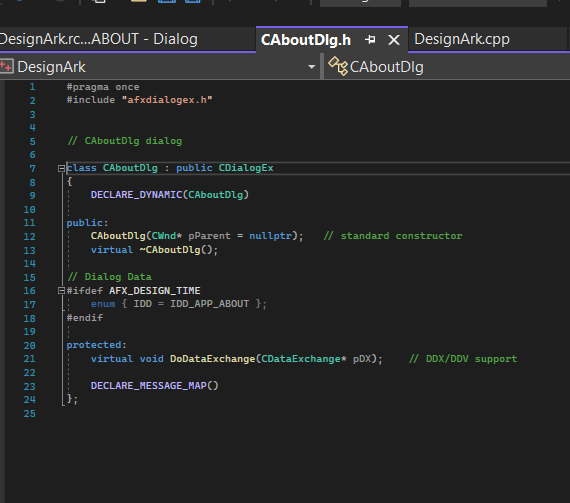 DesignArk.rc...ABOUT - Dialog
CAboutDlg.h
DesignArk.cpp
DesignArk
CAboutDlg
1 #pragma once
2 #include "afxdialogex.h"
3
4
5 // CAboutDlg dialog
6
7 class CAboutDlg : public CDialogEx
8 {
9 DECLARE_DYNAMIC(CAboutDlg)
10
11 public:
12 CAboutDlg(CWnd* pParent = nullptr); // standard constructor
13 virtual ~CAboutDlg();
14
15 // Dialog Data
16 #ifdef AFX_DESIGN_TIME
17 enum { IDD = IDD_APP_ABOUT };
18 #endif
19
20 protected:
21 virtual void DoDataExchange(CDataExchange* pDX); // DDX/DDV support
22
23 DECLARE_MESSAGE_MAP()
24 };
25